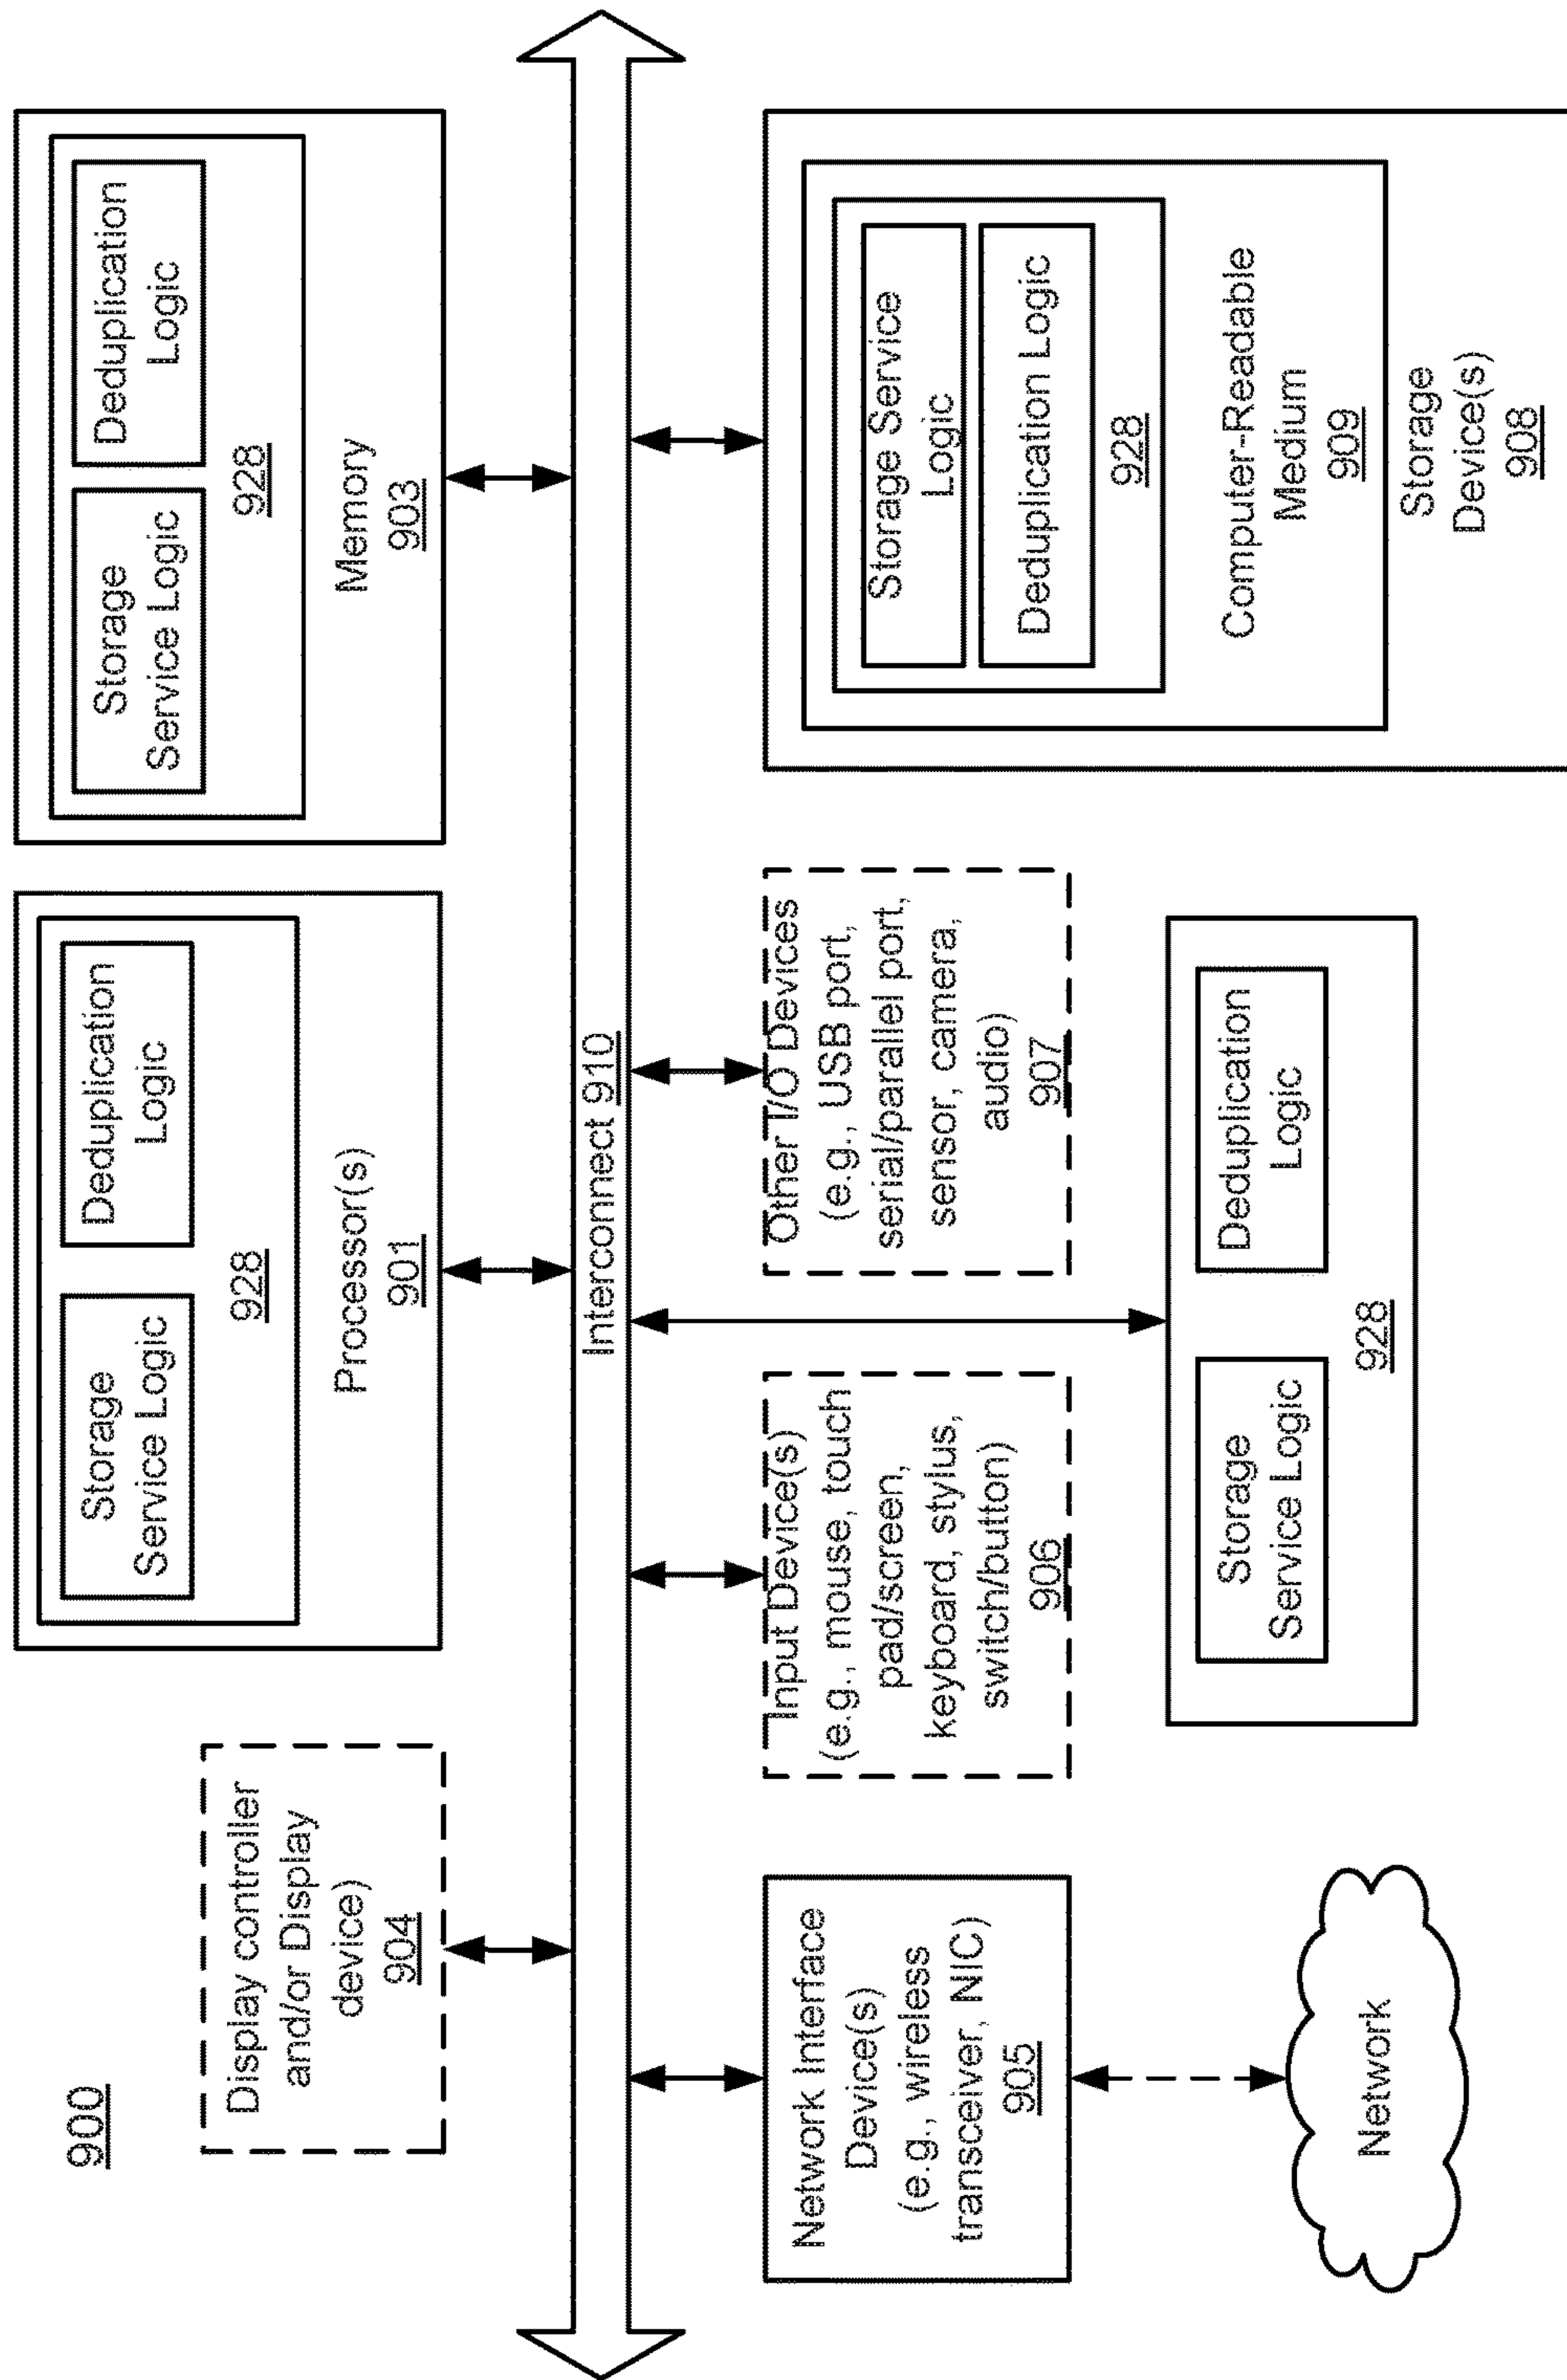 900
Display controller
and/or Display
device)
904
Storage
Service Logic
Deduplication
Logic
928
Processor(s)
901
Storage
Service Logic
Deduplication
Logic
928
Memory
903
Interconnect 910
Network Interface
Device(s)
(e.g., wireless
transceiver, NIC)
905
Input Device(s)
(e.g., mouse, touch
pad/screen,
keyboard, stylus,
switch/button)
906
Other I/O Devices
(e.g., USB port,
serial/parallel port,
sensor, camera,
audio)
907
Storage Service
Logic
Deduplication Logic
928
Computer-Readable
Medium
909
Storage
Device(s)
908
Network
Storage
Service Logic
Deduplication
Logic
928